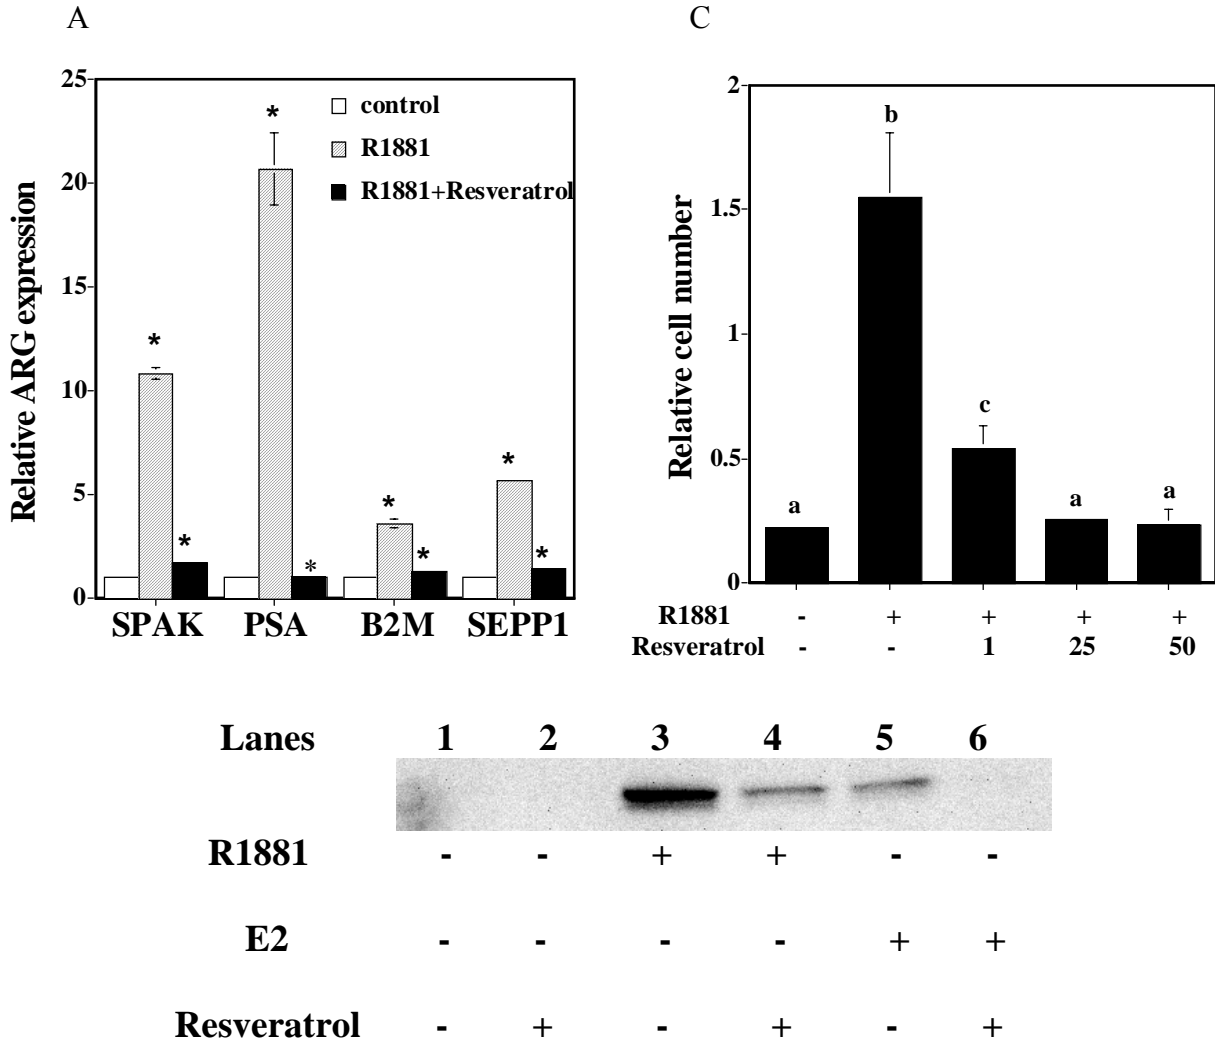 A
C
Relative ARG expression
25
20
15
10
5
0
control
R1881
R1881+Resveratrol
*
*
*
*
*
*
*
*
SPAK PSA B2M SEPP1
Relative cell number
2
1.5
1
0.5
0
a b c a a
R1881 - + + + +
Resveratrol - - 1 25 50
Lanes 1 2 3 4 5 6
R1881 - - + + - -
E2 - - - - + +
Resveratrol - + - + - +